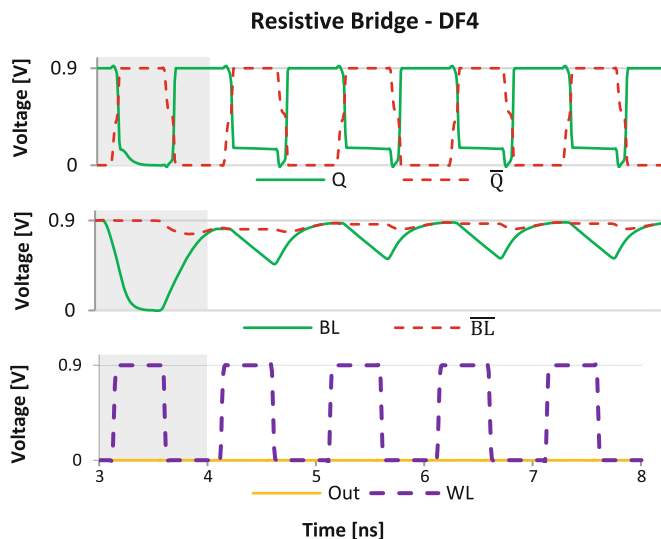 Resistive Bridge - DF4
Voltage [V]
0.9
0
Q Q̅
Voltage [V]
0.9
0
BL B̅L̅
Voltage [V]
0.9
0
3 4 5 6 7 8
Out WL
Time [ns]